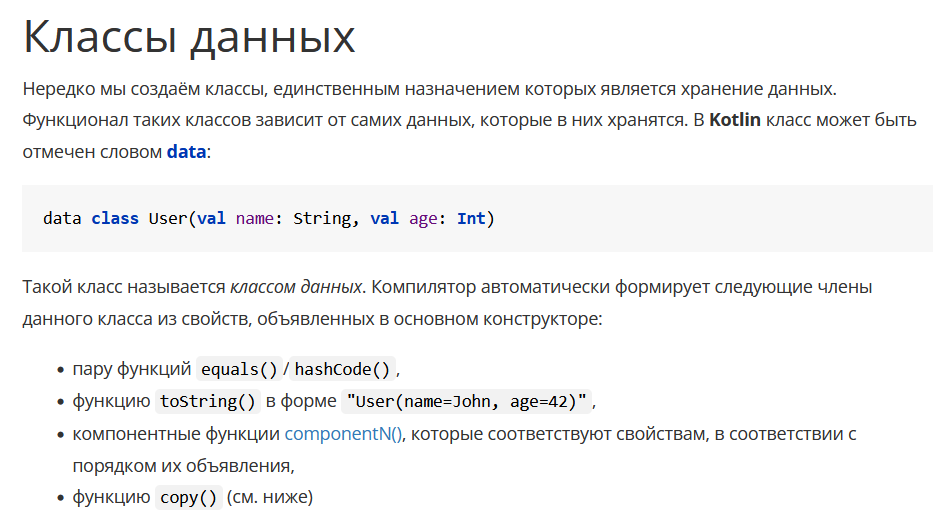 Классы данных
Нередко мы создаём классы, единственным назначением которых является хранение данных.
Функционал таких классов зависит от самих данных, которые в них хранятся. В Kotlin класс может быть
отмечен словом data:
data class User(val name: String, val age: Int)
Такой класс называется классом данных. Компилятор автоматически формирует следующие члены
данного класса из свойств, объявленных в основном конструкторе:
• пару функций equals()/hashCode(),
• функцию toString() в форме "User(name=John, age=42)",
• компонентные функции componentN(), которые соответствуют свойствам, в соответствии с
порядком их объявления,
• функцию copy() (см. ниже)